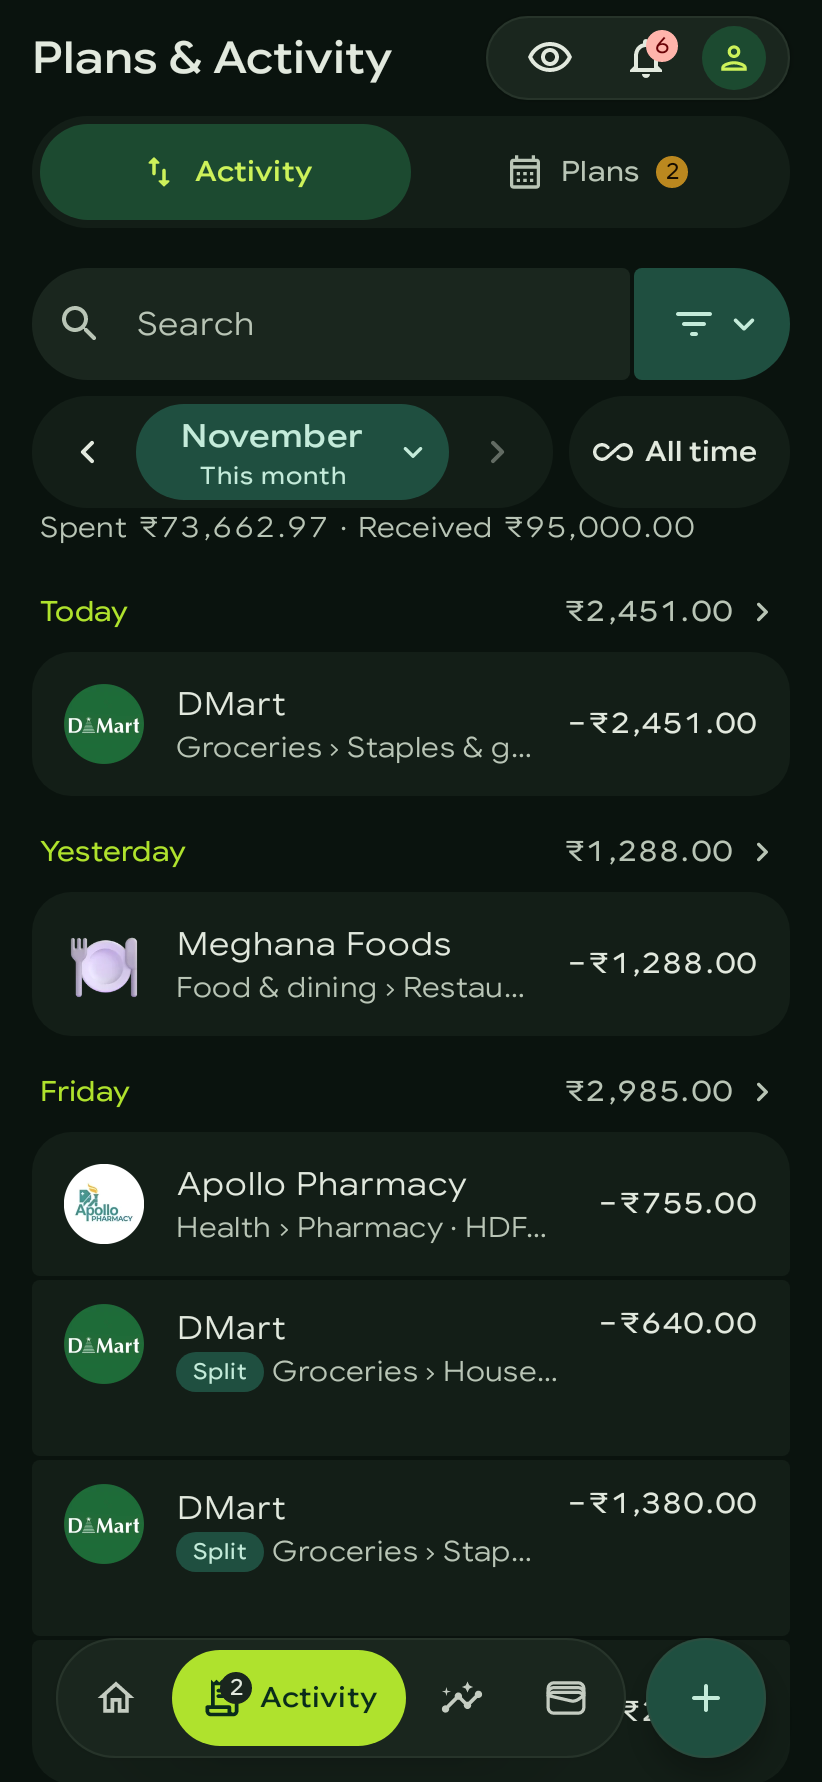 Plans & Activity
6
Activity
Plans 2
Search
November
This month
All time
Spent ₹73,662.97 · Received ₹95,000.00
Today ₹2,451.00
DMart
DMart
−₹2,451.00
Groceries › Staples & g...
Yesterday ₹1,288.00
Meghana Foods
−₹1,288.00
Food & dining › Restau...
Friday ₹2,985.00
Apollo
PHARMACY
Apollo Pharmacy
−₹755.00
Health › Pharmacy · HDF...
DMart
DMart
−₹640.00
Split Groceries › House...
DMart
DMart
−₹1,380.00
Split Groceries › Stap...
2
Activity